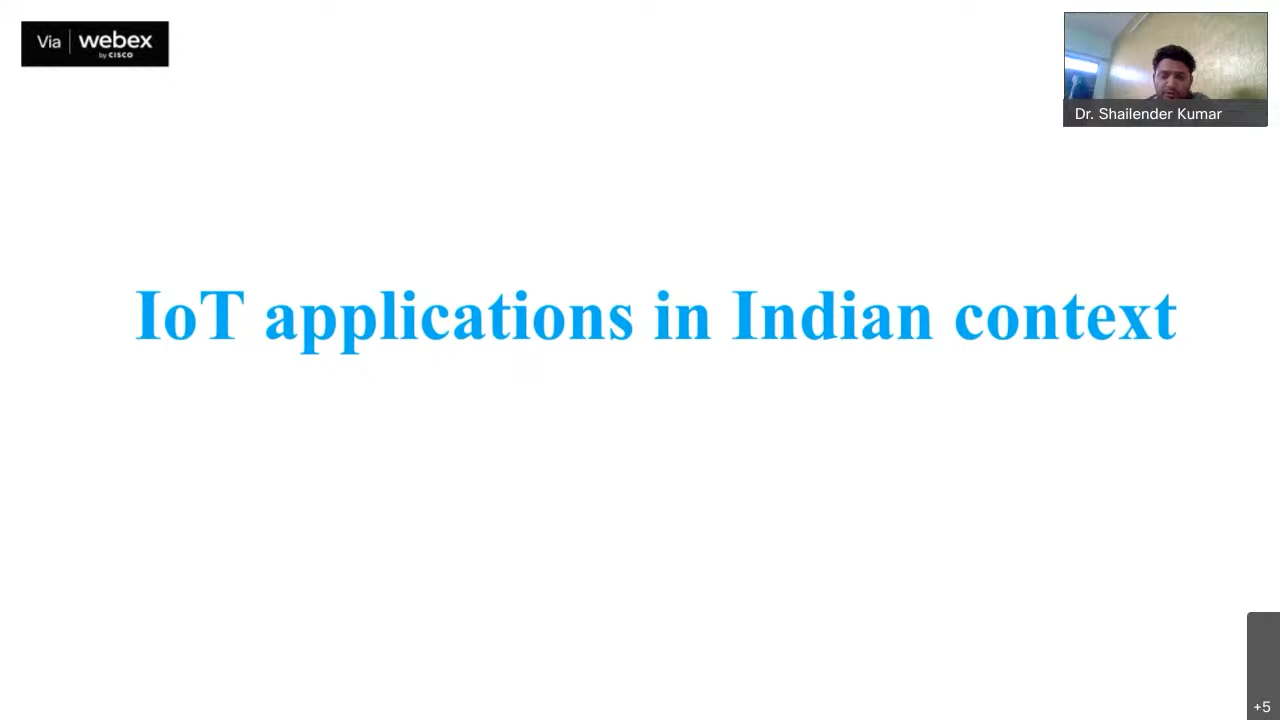 Via webex
by CISCO
Dr. Shailender Kumar
IoT applications in Indian context
+5